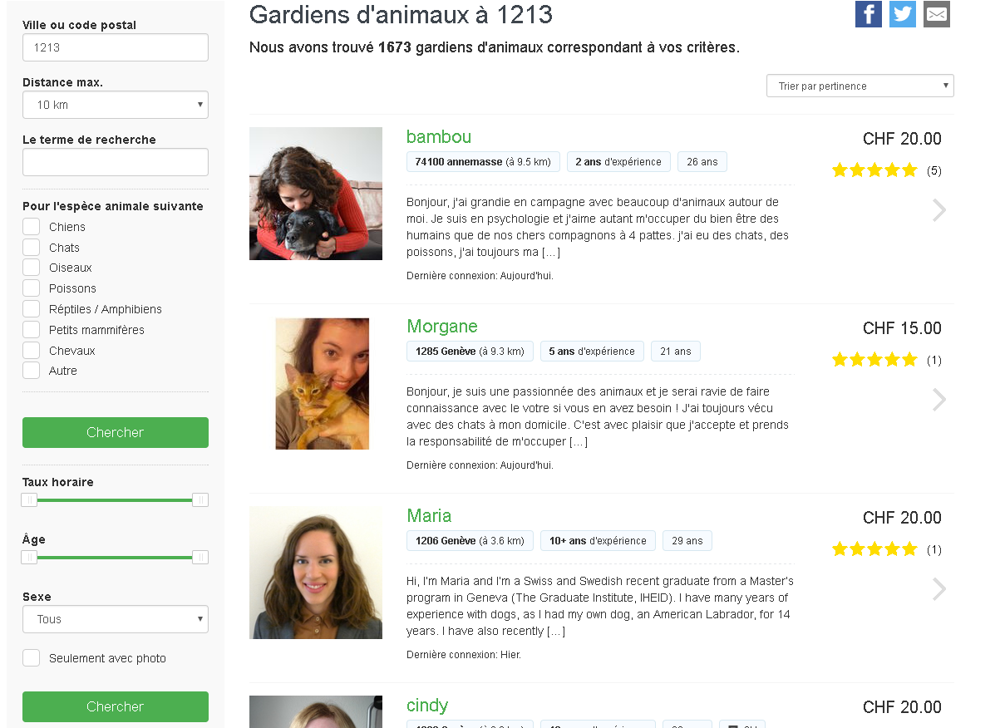 Ville ou code postal
1213
Distance max.
10 km
Le terme de recherche
Pour l'espèce animale suivante
Chiens
Chats
Oiseaux
Poissons
Réptiles / Amphibiens
Petits mammifères
Chevaux
Autre
Chercher
Taux horaire
Âge
Sexe
Tous
Seulement avec photo
Chercher
Gardiens d'animaux à 1213
Nous avons trouvé 1673 gardiens d'animaux correspondant à vos critères.
Trier par pertinence
bambou
CHF 20.00
74100 annemasse (à 9.5 km) 2 ans d'expérience 26 ans
(5)
Bonjour, j'ai grandie en campagne avec beaucoup d'animaux autour de
moi. Je suis en psychologie et j'aime autant m'occuper du bien être des
humains que de nos chers compagnons à 4 pattes. j'ai eu des chats, des
poissons, j'ai toujours ma [...]
Dernière connexion: Aujourd'hui.
Morgane
CHF 15.00
1285 Genève (à 9.3 km) 5 ans d'expérience 21 ans
(1)
Bonjour, je suis une passionnée des animaux et je serai ravie de faire
connaissance avec le votre si vous en avez besoin ! J'ai toujours vécu
avec des chats à mon domicile. C'est avec plaisir que j'accepte et prends
la responsabilité de m'occuper [...]
Dernière connexion: Aujourd'hui.
Maria
CHF 20.00
1206 Genève (à 3.6 km) 10+ ans d'expérience 29 ans
(1)
Hi, I'm Maria and I'm a Swiss and Swedish recent graduate from a Master's
program in Geneva (The Graduate Institute, IHEID). I have many years of
experience with dogs, as I had my own dog, an American Labrador, for 14
years. I have also recently [...]
Dernière connexion: Hier.
cindy
CHF 20.00